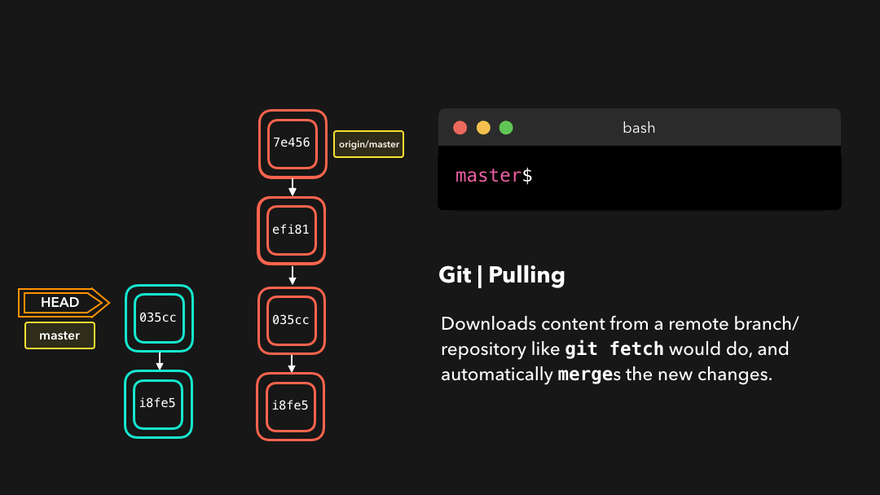 7e456
origin/master
efi81
HEAD
master
035cc
035cc
i8fe5
i8fe5
bash
master$
Git | Pulling
Downloads content from a remote branch/
repository like git fetch would do, and
automatically merges the new changes.